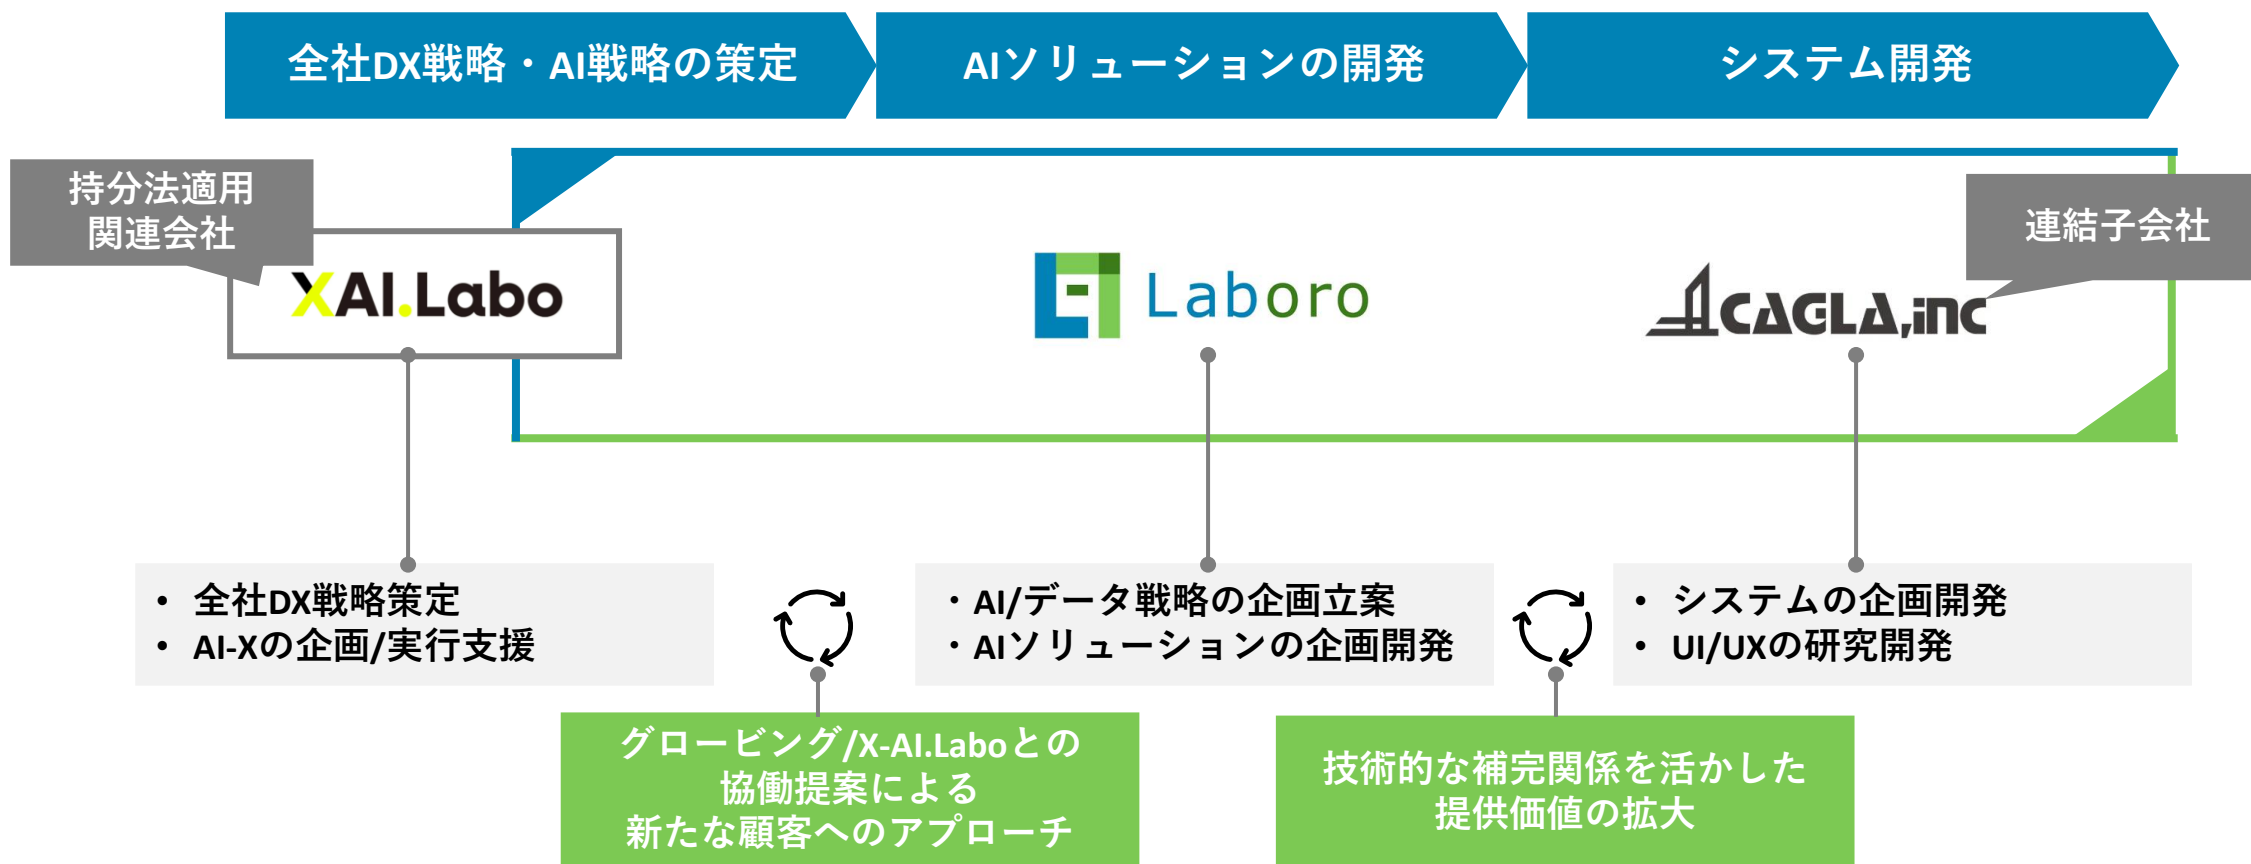 全社DX戦略・AI戦略の策定
AIソリューションの開発
システム開発
持分法適用
関連会社
連結子会社
XAI.Labo
Laboro
CAGLA,inc
• 全社DX戦略策定
• AI-Xの企画/実行支援
・AI/データ戦略の企画立案
・AIソリューションの企画開発
• システムの企画開発
• UI/UXの研究開発
グロービング/X-AI.Laboとの
協働提案による
新たな顧客へのアプローチ
技術的な補完関係を活かした
提供価値の拡大